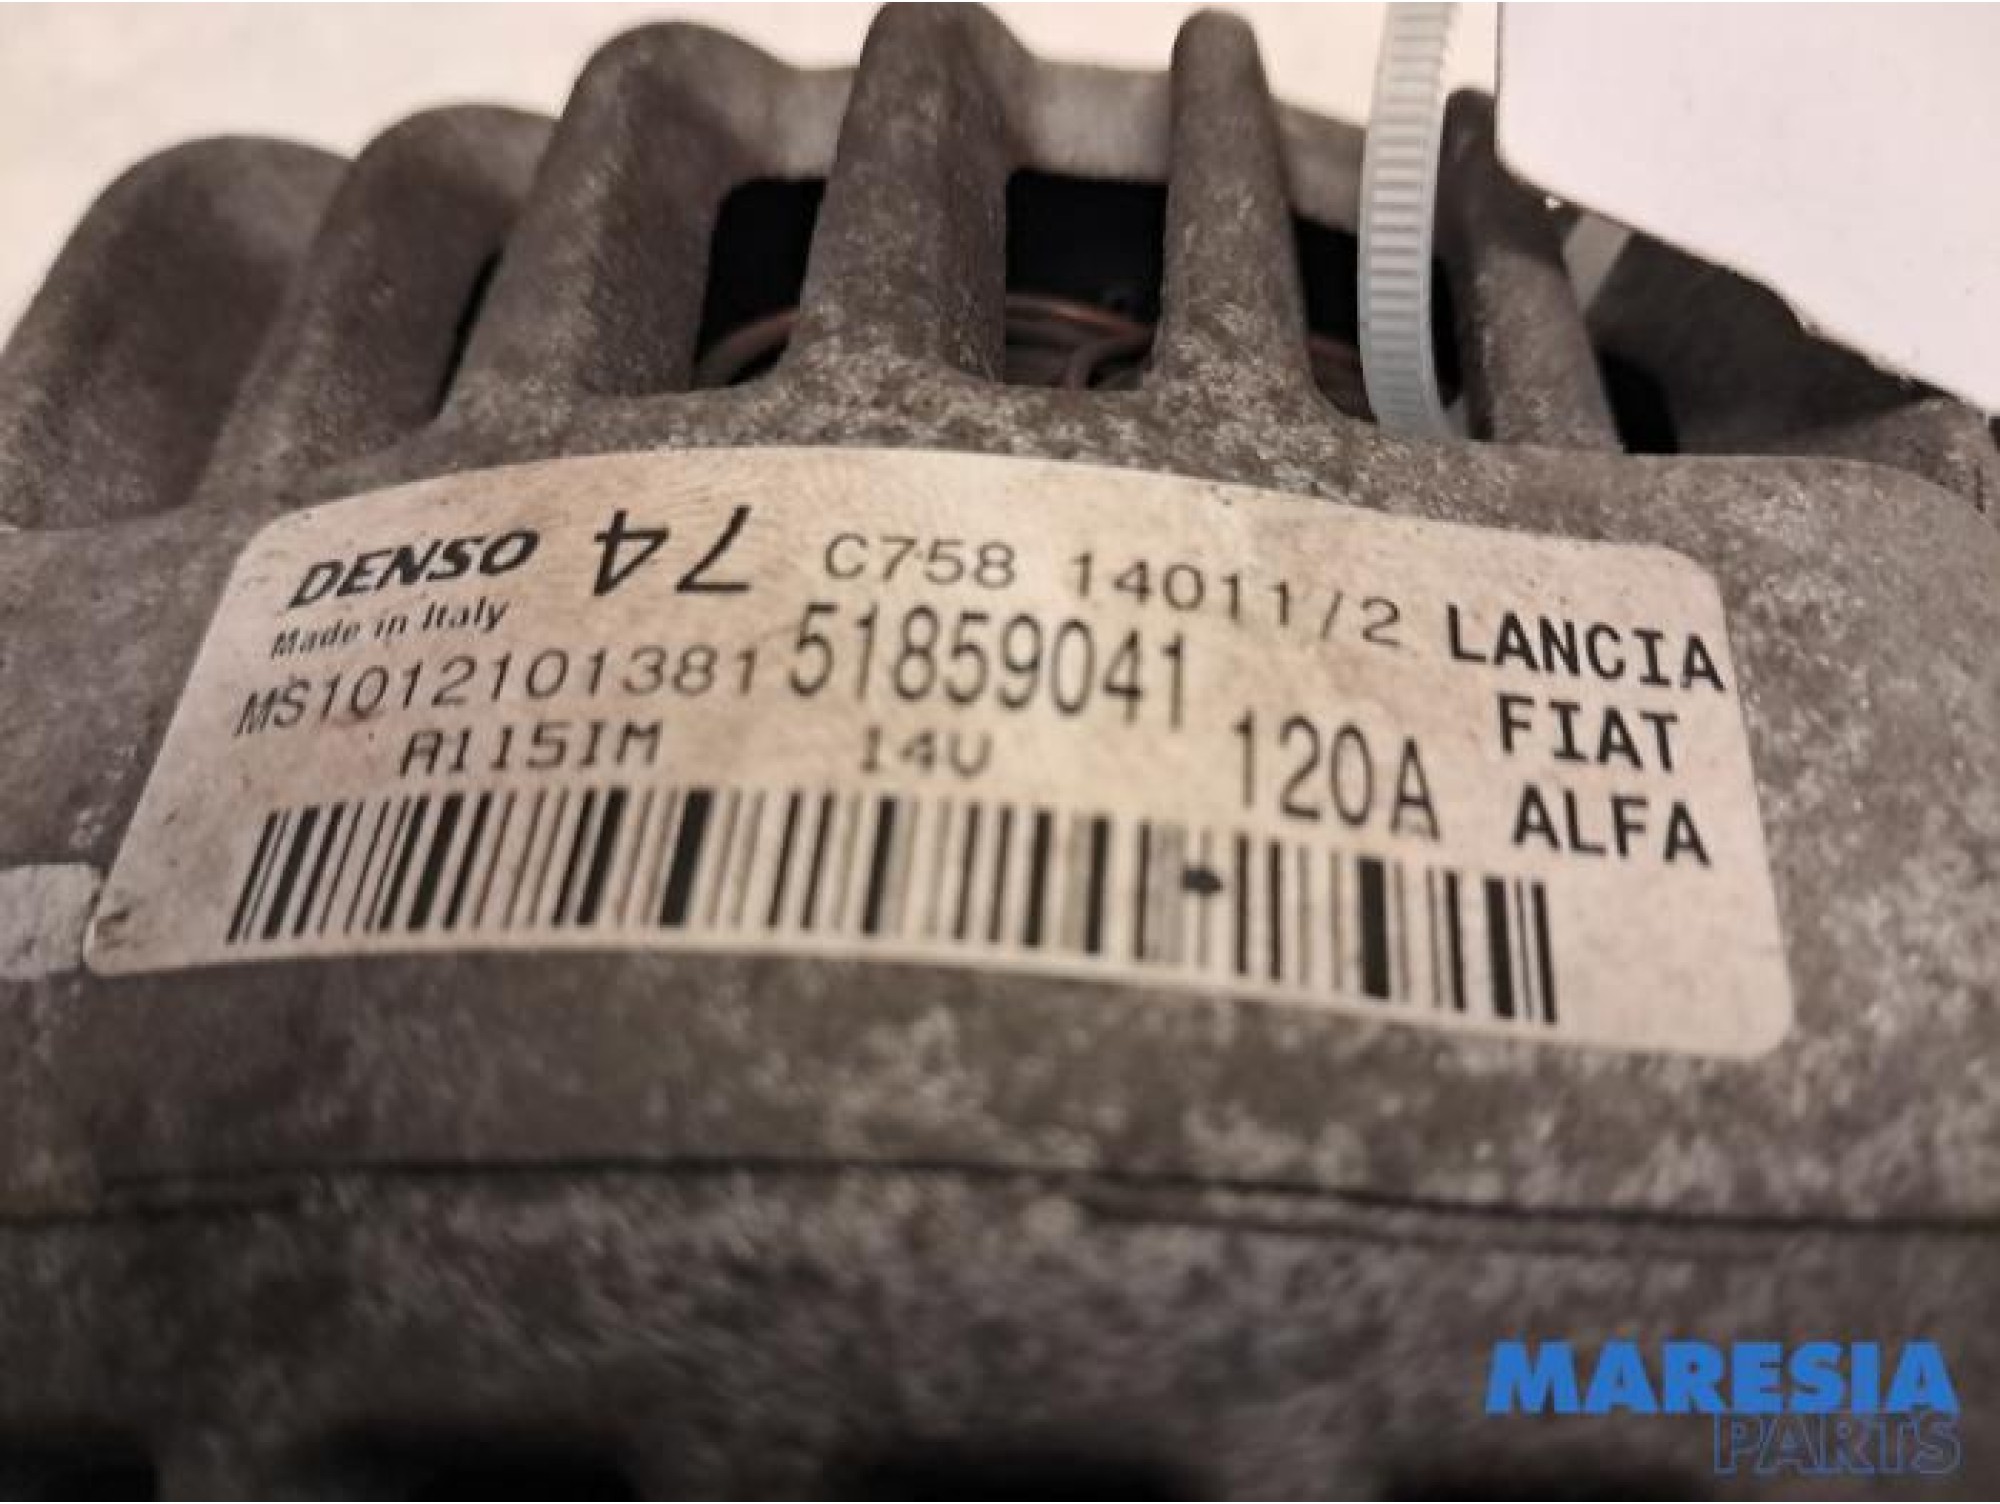 DENSO 74 C758 14011/2 LANCIA
Made in Italy
MS1012101381 51859041 FIAT
A115IM 14V 120A ALFA
MARESIA
PARTS